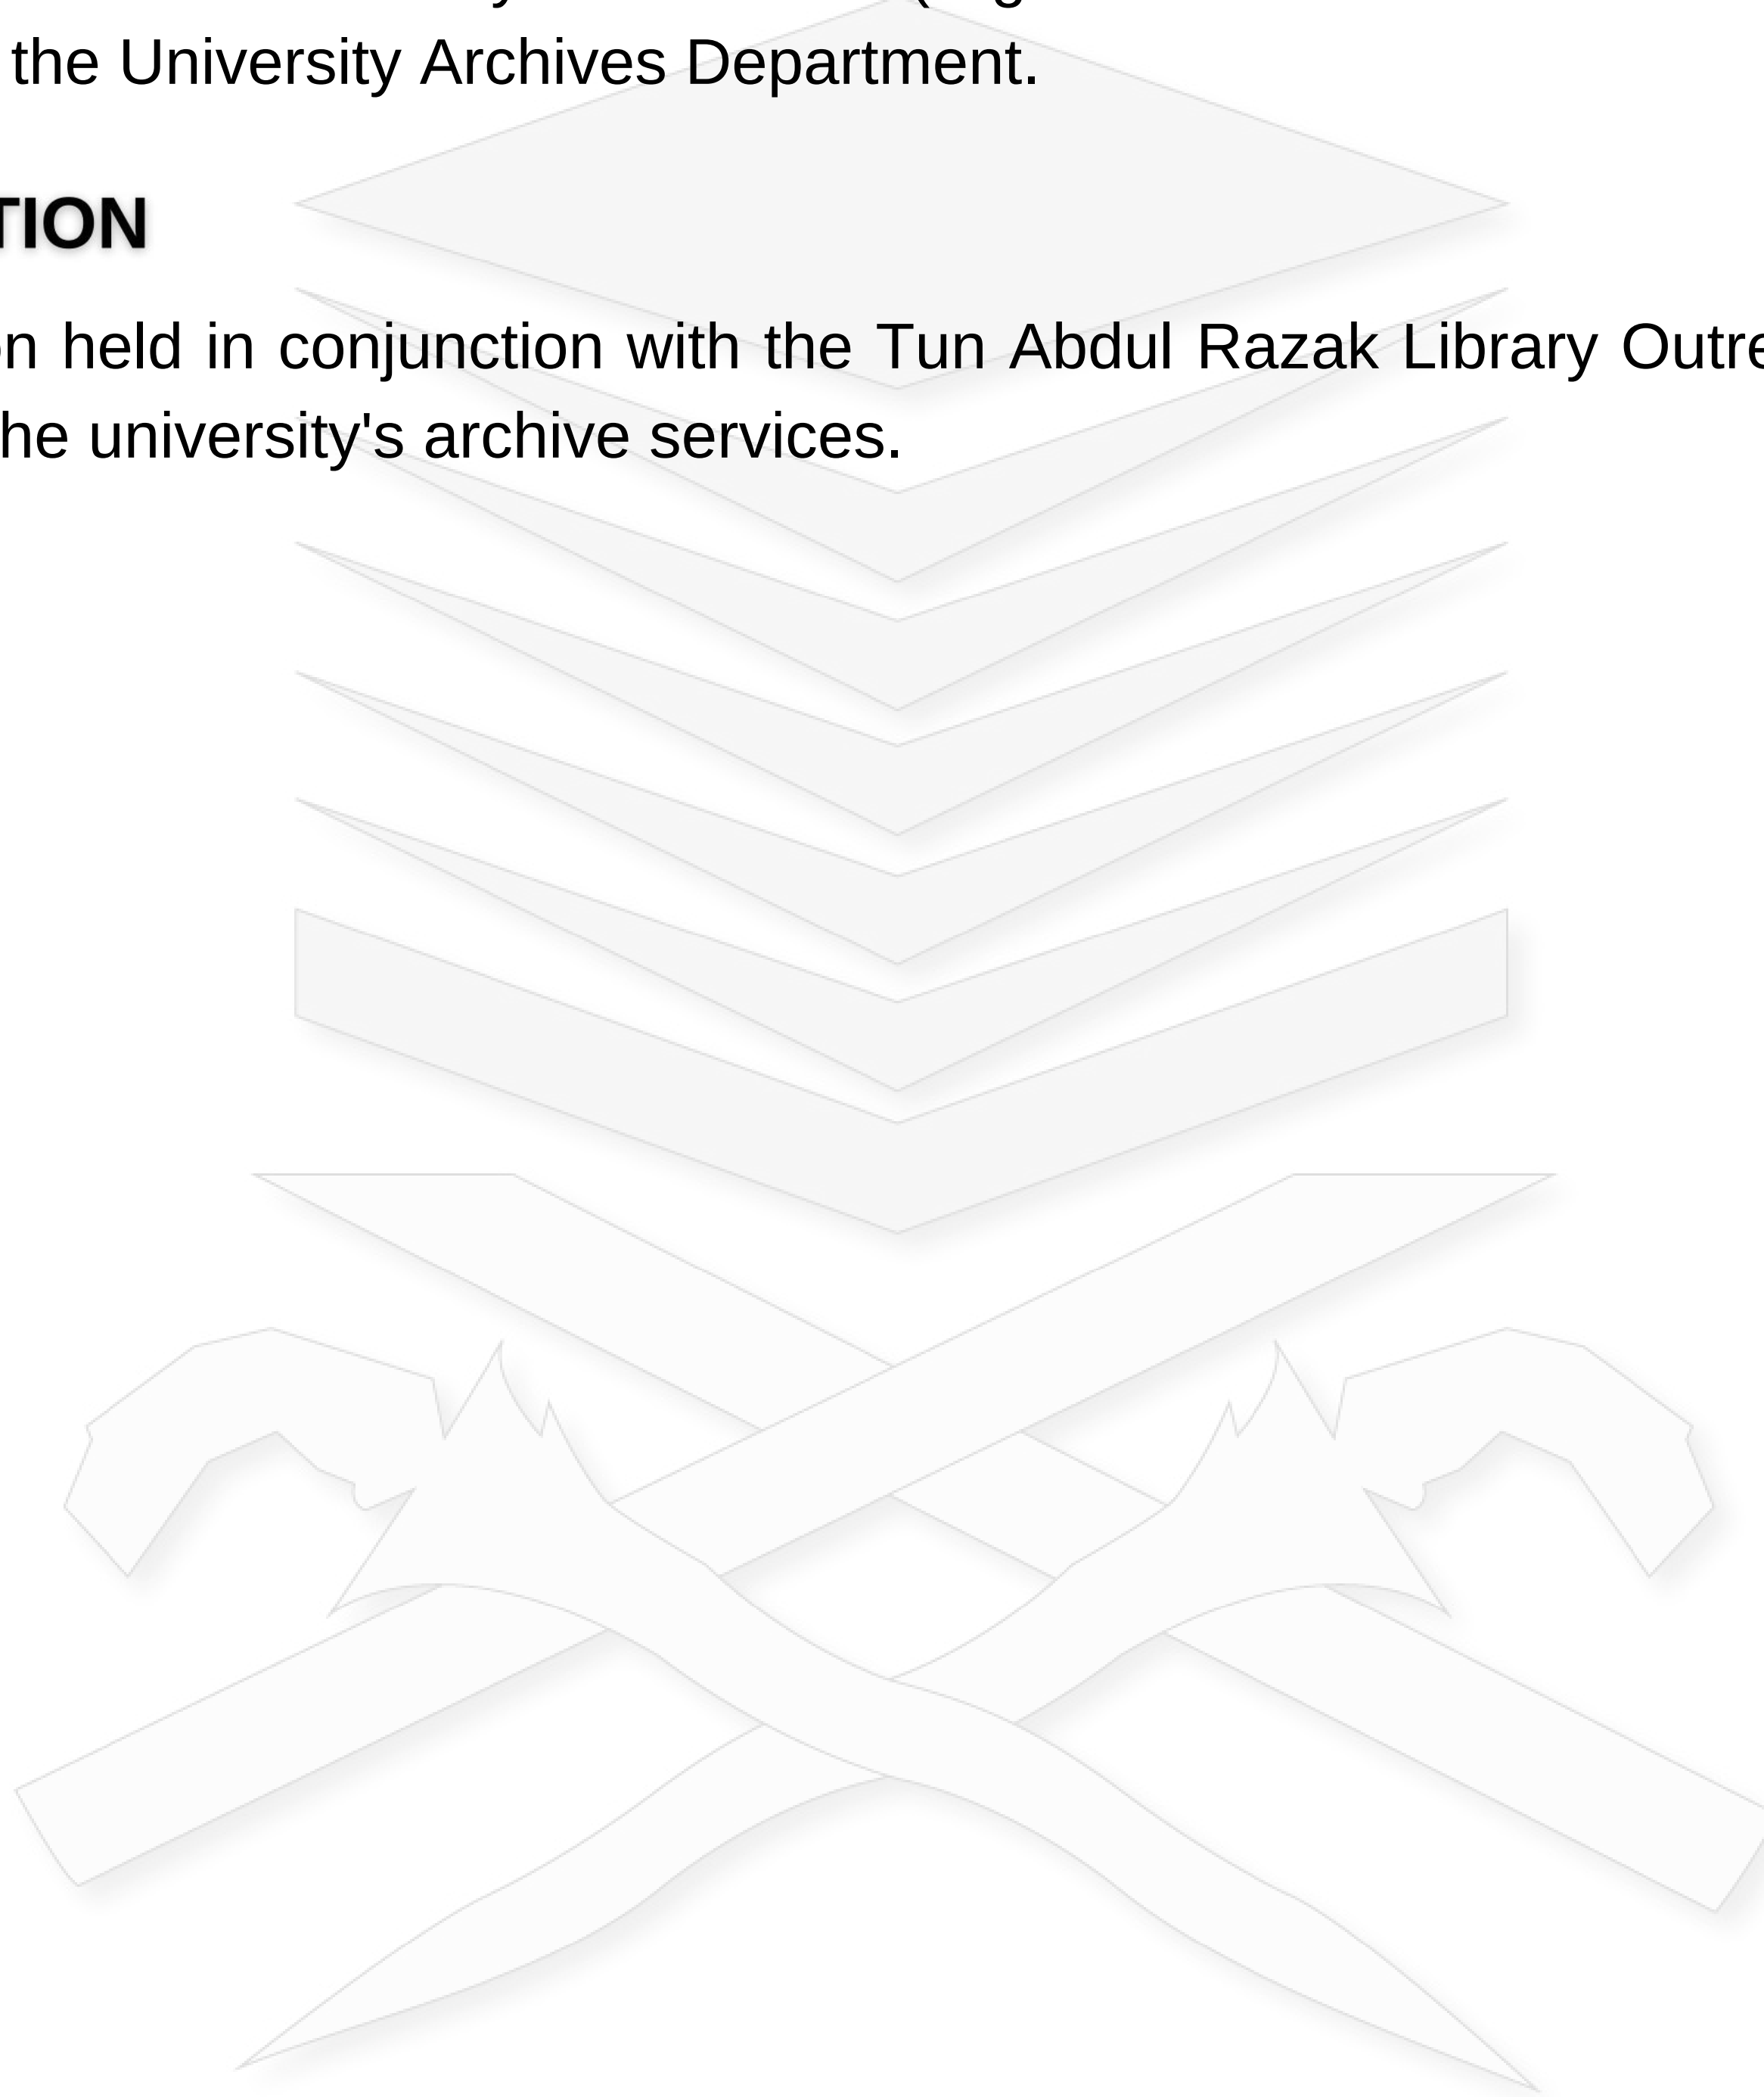 the University Archives Department.
TION
on held in conjunction with the Tun Abdul Razak Library Outre
he university's archive services.